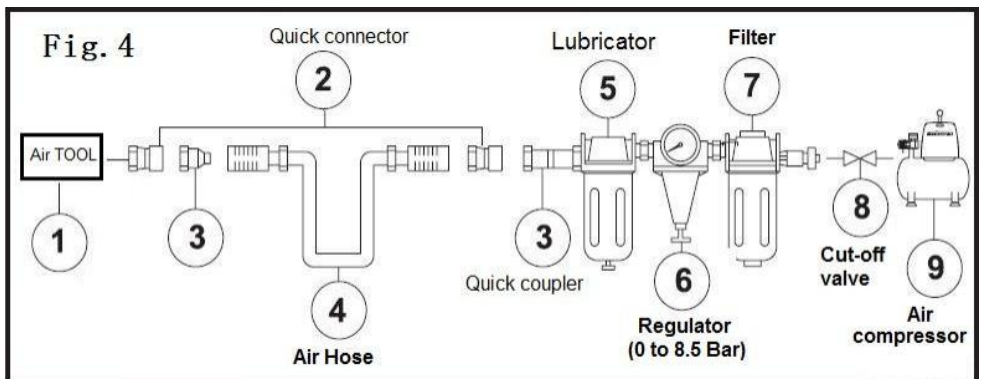 Fig. 4
Quick connector
2
Lubricator
5
Filter
7
Air TOOL
1
3
4
Air Hose
3
Quick coupler
6
Regulator
(0 to 8.5 Bar)
8
Cut-off
valve
9
Air
compressor